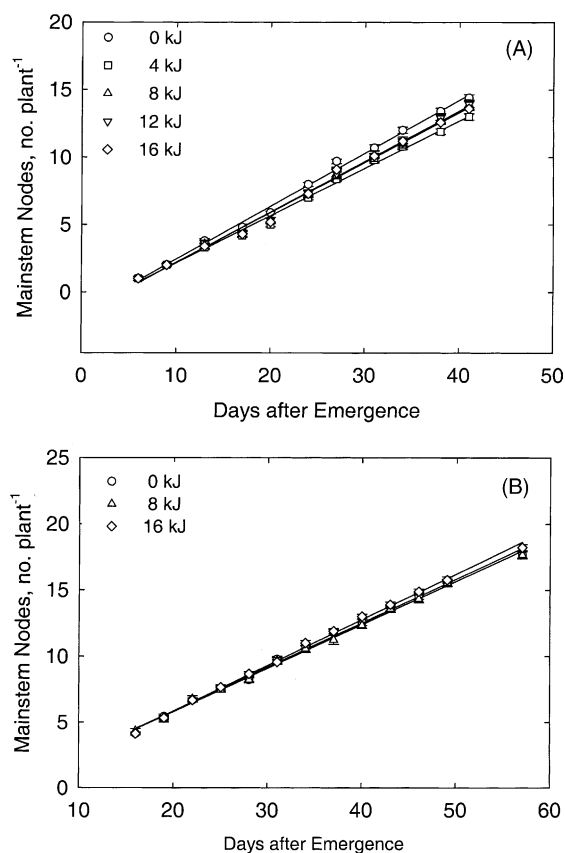 20
15
10
5
0
0 kJ
4 kJ
8 kJ
12 kJ
16 kJ
(A)
Mainstem Nodes, no. plant-1
0 10 20 30 40 50
Days after Emergence
25
20
15
10
5
0
0 kJ
8 kJ
16 kJ
(B)
Mainstem Nodes, no. plant-1
10 20 30 40 50 60
Days after Emergence